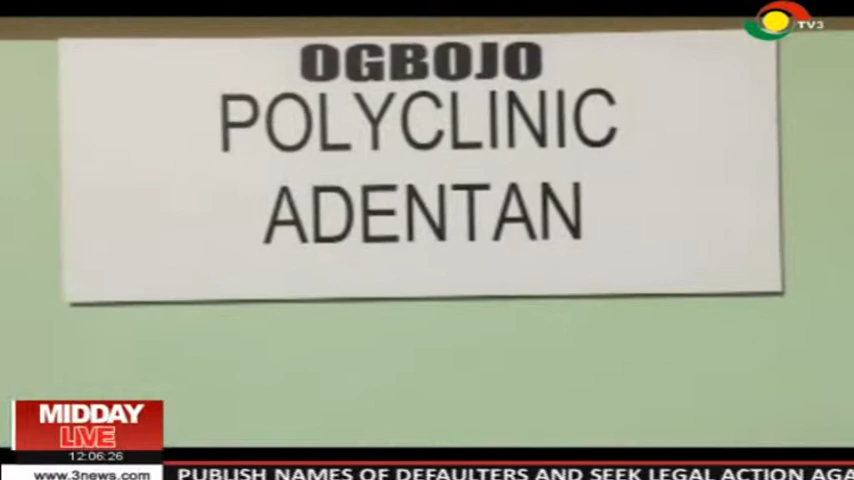 TV3
OGBOJO
POLYCLINIC
ADENTAN
MIDDAY
LIVE
12:06:26
www.3news.com
PUBLISH NAMES OF DEFAULTERS AND SEEK LEGAL ACTION AGA